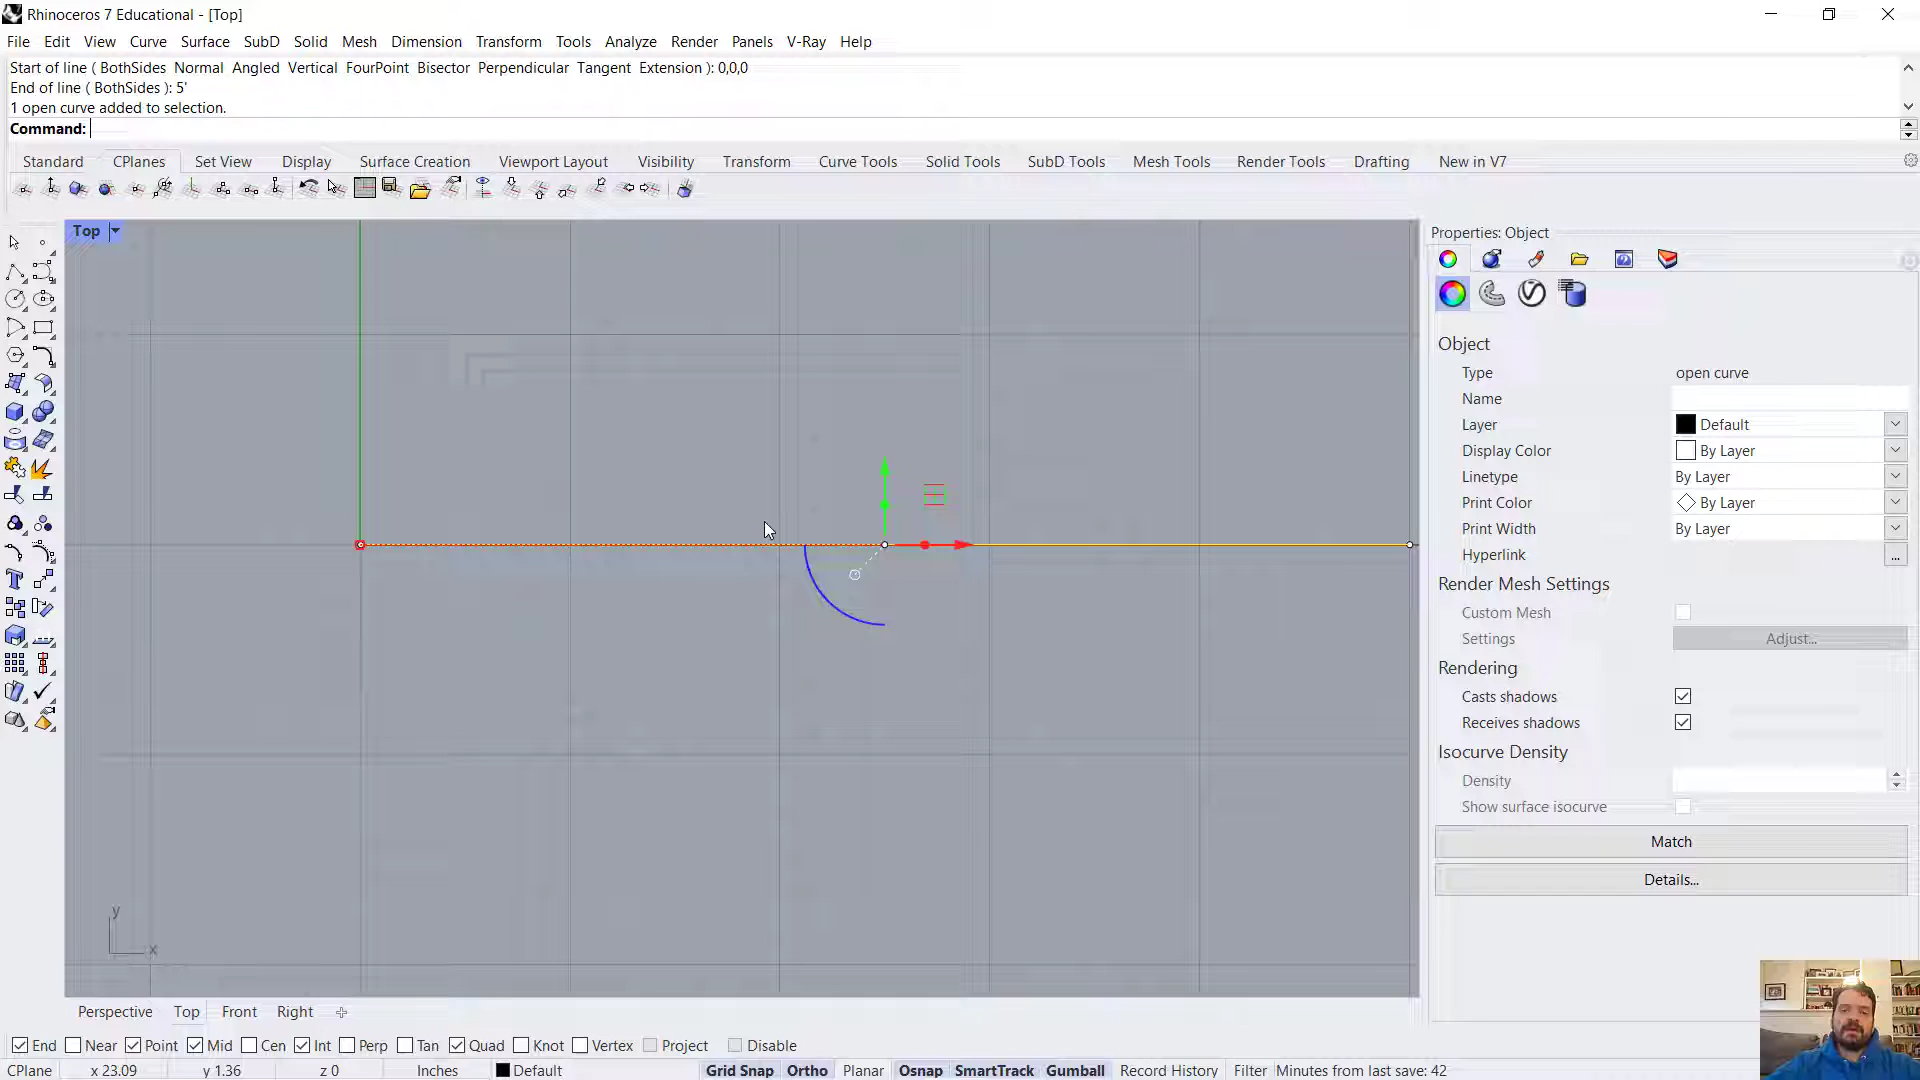 Rhinoceros 7 Educational - [Top]
File Edit View Curve Surface SubD Solid Mesh Dimension Transform Tools Analyze Render Panels V-Ray Help
Start of line ( BothSides Normal Angled Vertical FourPoint Bisector Perpendicular Tangent Extension ): 0,0,0
End of line ( BothSides ): 5'
1 open curve added to selection.
Command:
Standard CPlanes Set View Display Surface Creation Viewport Layout Visibility Transform Curve Tools Solid Tools SubD Tools Mesh Tools Render Tools Drafting New in V7
Top
Properties: Object
Object
Type open curve
Name
Layer Default
Display Color By Layer
Linetype By Layer
Print Color By Layer
Print Width By Layer
Hyperlink ...
Render Mesh Settings
Custom Mesh
Settings Adjust...
Rendering
Casts shadows
Receives shadows
Isocurve Density
Density
Show surface isocurve
Match
Details...
y
x
Perspective Top Front Right
End Near Point Mid Cen Int Perp Tan Quad Knot Vertex Project Disable
CPlane x 23.09 y 1.36 z 0 Inches Default Grid Snap Ortho Planar Osnap SmartTrack Gumball Record History Filter Minutes from last save: 42